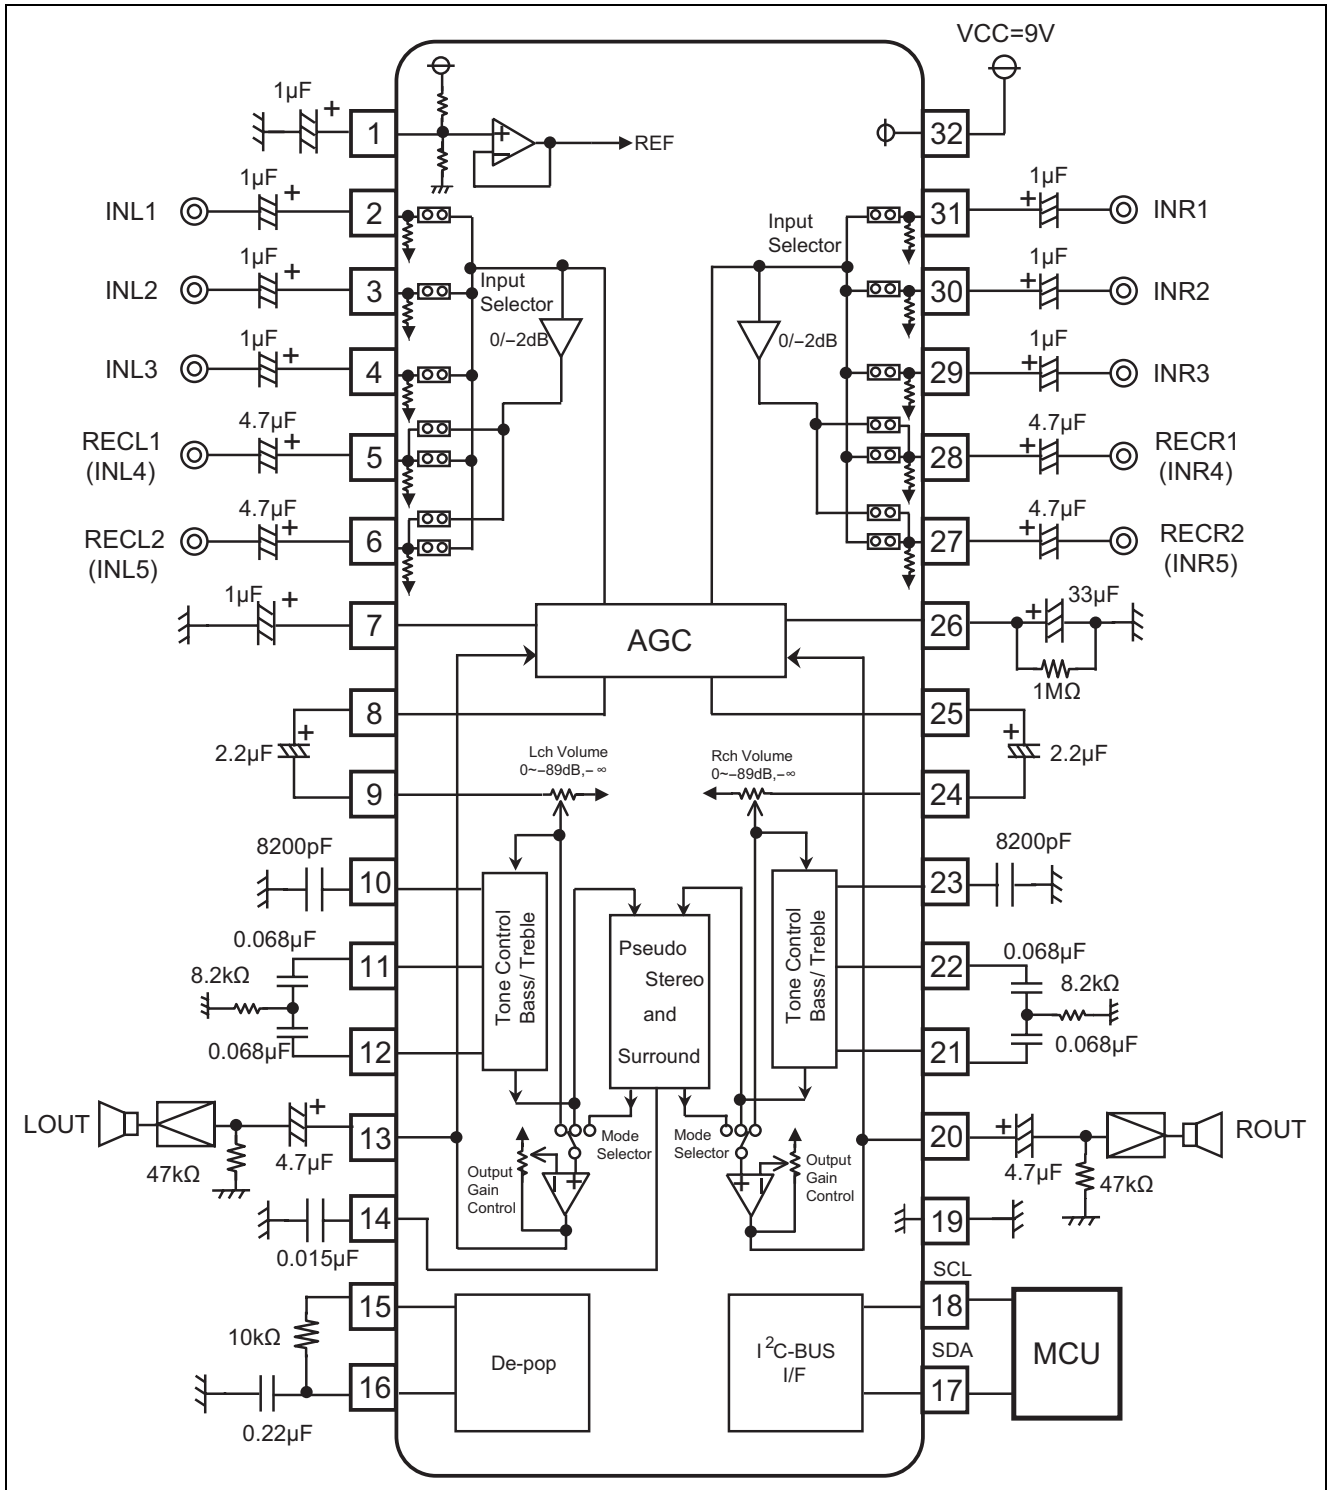 VCC=9V
1µF
+
1
+
−
REF
32
1µF
+
INL1
2
Input
Selector
31
1µF
+
INR1
1µF
+
INL2
3
Input
Selector
30
1µF
+
INR2
0/−2dB
0/−2dB
1µF
+
INL3
4
29
1µF
+
INR3
4.7µF
+
RECL1
(INL4)
5
28
4.7µF
+
RECR1
(INR4)
4.7µF
+
RECL2
(INL5)
6
27
4.7µF
+
RECR2
(INR5)
1µF
+
7
AGC
26
33µF
+
1MΩ
8
25
+
2.2µF
+
2.2µF
Lch Volume
0~−89dB,−∞
Rch Volume
0~−89dB,−∞
9
24
8200pF
10
23
8200pF
Tone Control
Bass/ Treble
Pseudo
Stereo
and
Surround
Tone Control
Bass/ Treble
0.068µF
11
22
0.068µF
8.2kΩ
8.2kΩ
0.068µF
12
21
0.068µF
LOUT
+
4.7µF
47kΩ
13
Mode
Selector
Mode
Selector
20
+
4.7µF
47kΩ
ROUT
Output
Gain
Control
−
+
+
−
Output
Gain
Control
14
0.015µF
19
SCL
15
18
10kΩ
De-pop
I2C-BUS
I/F
SDA
MCU
16
17
0.22µF